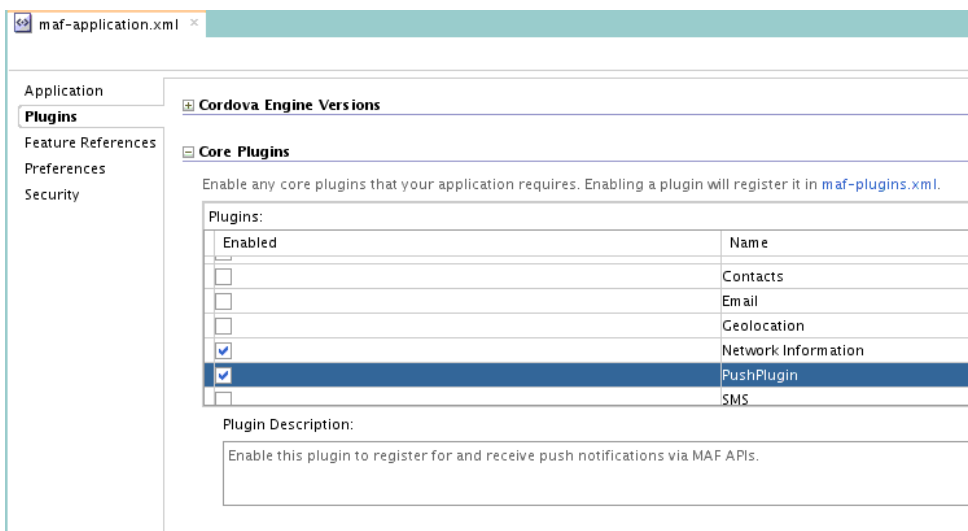 maf-application.xml
Application
Plugins
Feature References
Preferences
Security
Cordova Engine Versions
Core Plugins
Enable any core plugins that your application requires. Enabling a plugin will register it in maf-plugins.xml.
Plugins:
Enabled Name
Contacts
Email
Geolocation
Network Information
PushPlugin
SMS
Plugin Description:
Enable this plugin to register for and receive push notifications via MAF APIs.